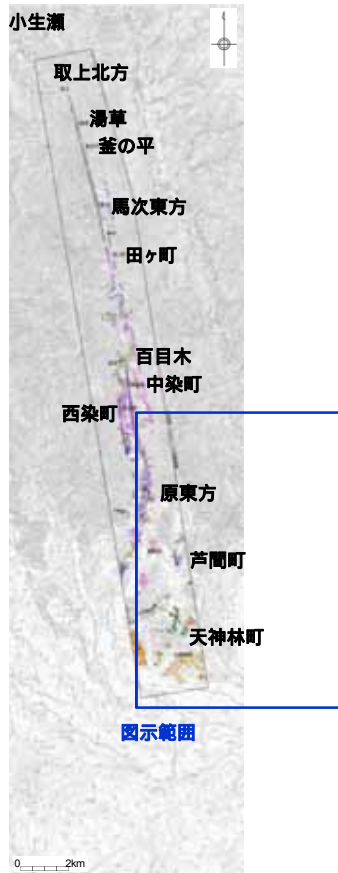 小生瀬
取上北方
湯草
釜の平
馬次東方
田ヶ町
百目木
中染町
西染町
原東方
芦間町
天神林町
図示範囲
0 2km